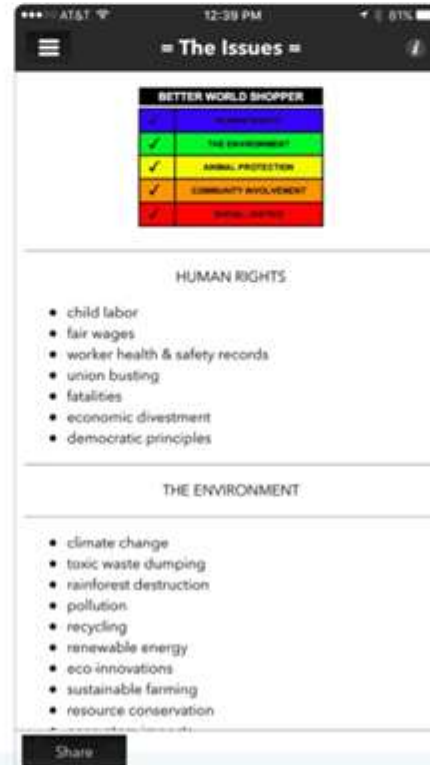 AT&T 12:39 PM 81%
= The Issues =
BETTER WORLD SHOPPER
✓ HUMAN RIGHTS
✓ THE ENVIRONMENT
✓ ANIMAL PROTECTION
✓ COMMUNITY INVOLVEMENT
✓ SOCIAL JUSTICE
HUMAN RIGHTS
• child labor
• fair wages
• worker health & safety records
• union busting
• fatalities
• economic divestment
• democratic principles
THE ENVIRONMENT
• climate change
• toxic waste dumping
• rainforest destruction
• pollution
• recycling
• renewable energy
• eco innovations
• sustainable farming
• resource conservation
Share